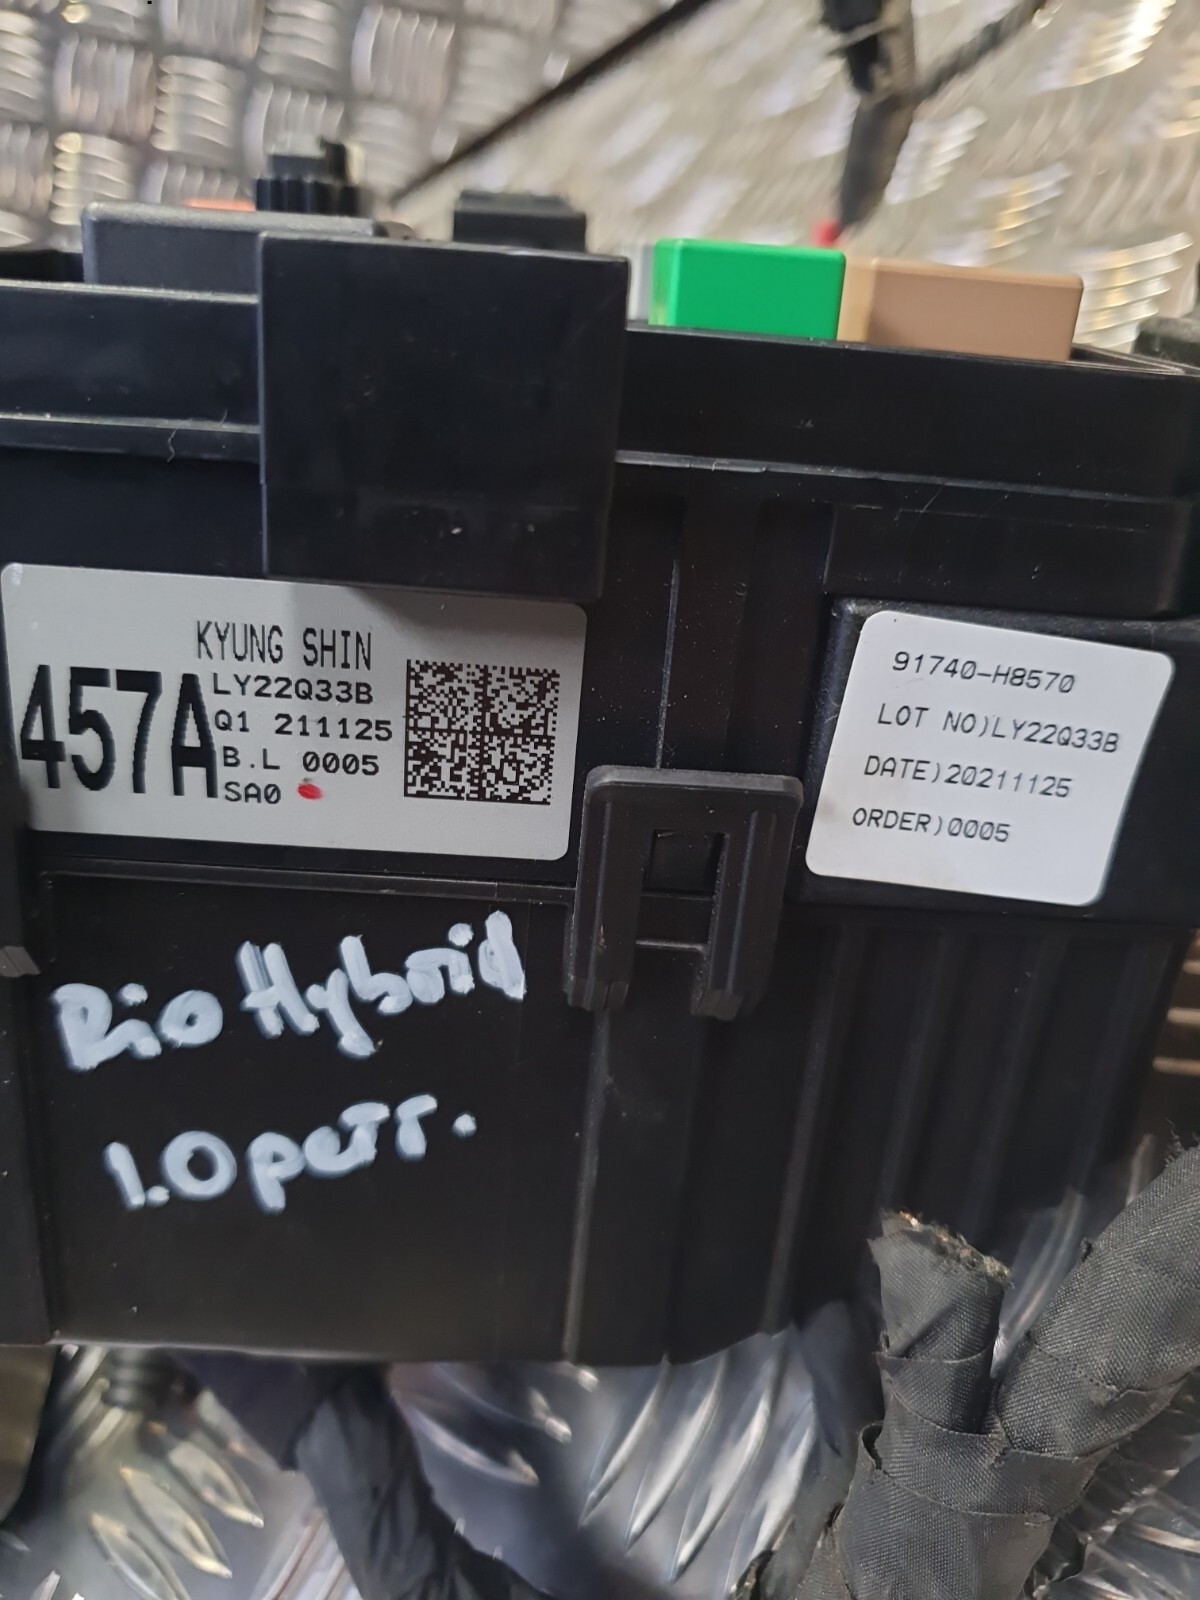 KYUNG SHIN
457A
LY22Q33B
Q1 211125
B.L 0005
SA0
91740-H8570
LOT NO)LY22Q33B
DATE)20211125
ORDER)0005
Rio Hybrid
1.0 petr.